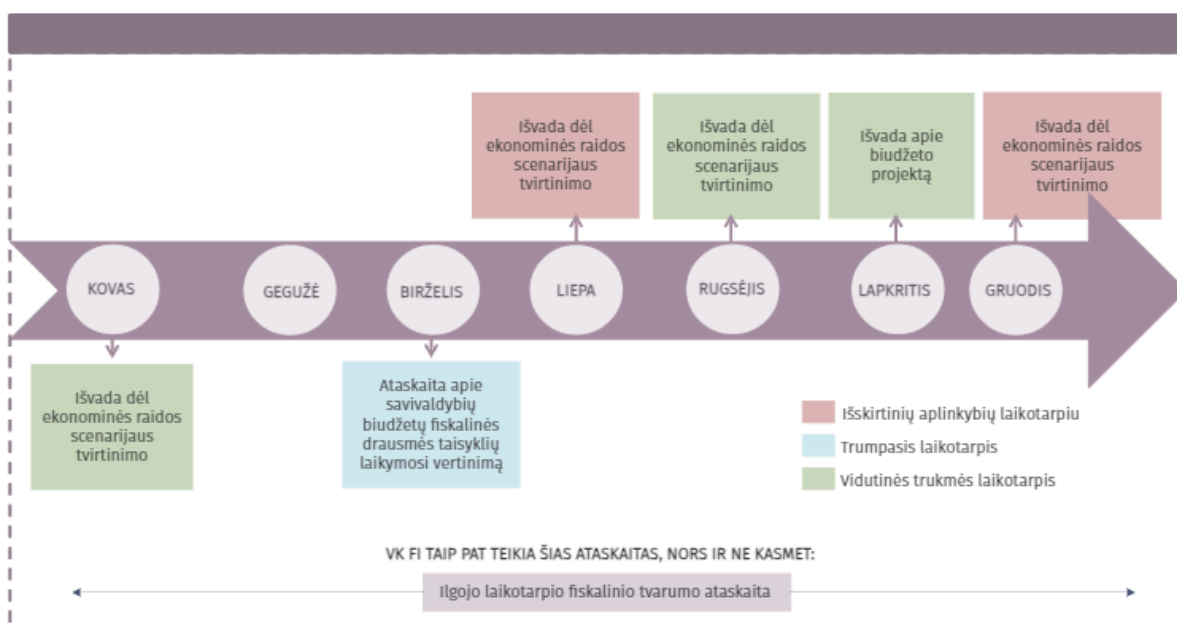 Išvada dėl
ekonominės raidos
scenarijaus
tvirtinimo
Išvada dėl
ekonominės raidos
scenarijaus
tvirtinimo
Išvada apie
biudžeto
projektą
Išvada dėl
ekonominės raidos
scenarijaus
tvirtinimo
KOVAS
GEGUŽĖ
BIRŽELIS
LIEPA
RUGSĖJIS
LAPKRITIS
GRUODIS
Išvada dėl
ekonominės raidos
scenarijaus
tvirtinimo
Ataskaita apie
savivaldybių
biudžetų fiskalinės
drausmės taisyklių
laikymosi vertinimą
Išskirtinių aplinkybių laikotarpiu
Trumpasis laikotarpis
Vidutinės trukmės laikotarpis
VK FI TAIP PAT TEIKIA ŠIAS ATASKAITAS, NORS IR NE KASMET:
Ilgojo laikotarpio fiskalinio tvarumo ataskaita